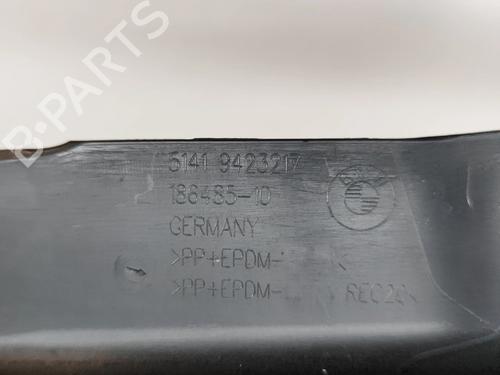 5141 9423217
186485-10
GERMANY
>PP+EPDM-
>PP+EPDM- REC20
B-PARTS